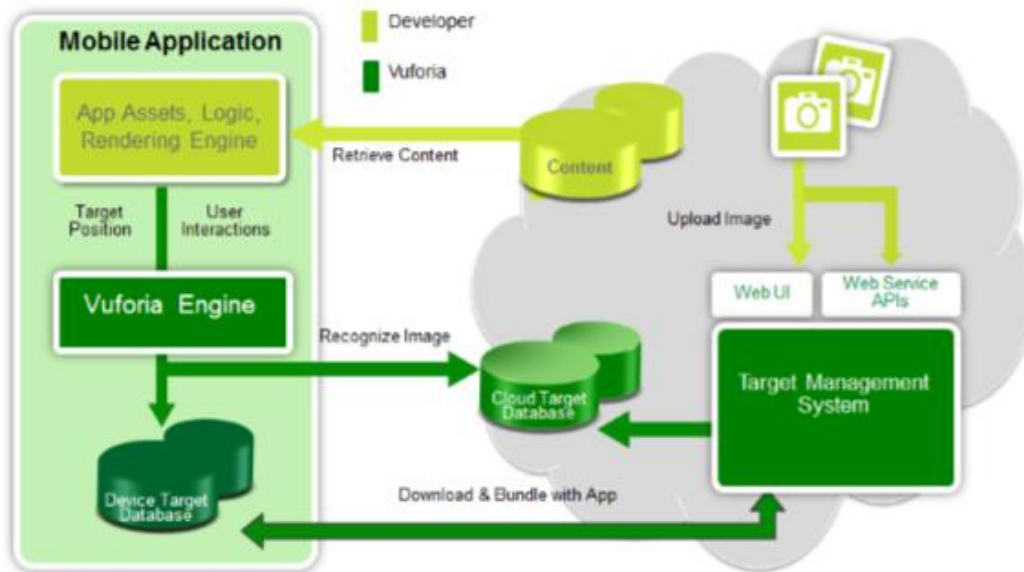 Developer
Vuforia
Mobile Application
App Assets, Logic,
Rendering Engine
Retrieve Content
Content
Target
Position
User
Interactions
Upload Image
Vuforia Engine
Web UI
Web Service
APIs
Recognize Image
Cloud Target
Database
Target Management
System
Device Target
Database
Download & Bundle with App